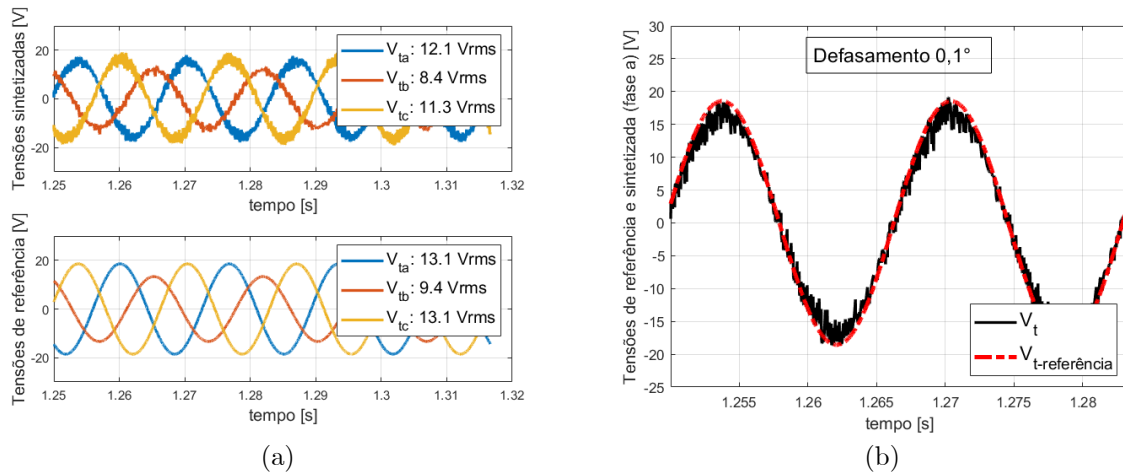 Tensões sintetizadas [V]
20
0
-20
V_ta: 12.1 Vrms
V_tb: 8.4 Vrms
V_tc: 11.3 Vrms
1.25 1.26 1.27 1.28 1.29 1.3 1.31 1.32
tempo [s]
Tensões de referência [V]
20
0
-20
V_ta: 13.1 Vrms
V_tb: 9.4 Vrms
V_tc: 13.1 Vrms
1.25 1.26 1.27 1.28 1.29 1.3 1.31 1.32
tempo [s]
(a)
Tensões de referência e sintetizada (fase a) [V]
30
25
20
15
10
5
0
-5
-10
-15
-20
-25
Defasamento 0,1°
V_t
V_t-referência
1.255 1.26 1.265 1.27 1.275 1.28
tempo [s]
(b)